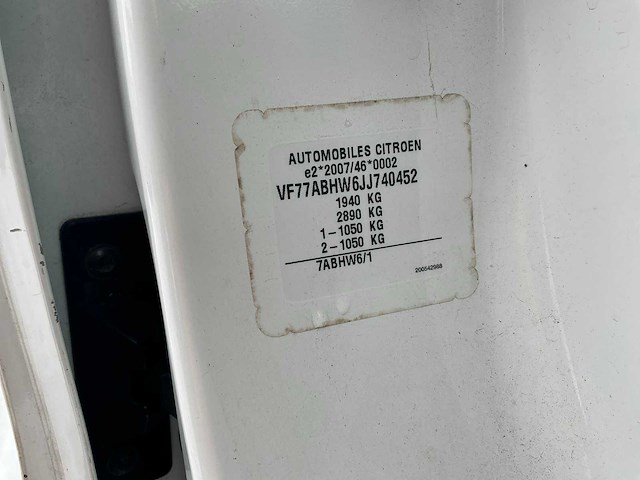 AUTOMOBILES CITROEN
e2*2007/46*0002
VF77ABHW6JJ740452
1940 KG
2890 KG
1-1050 KG
2-1050 KG
7ABHW6/1
200542988